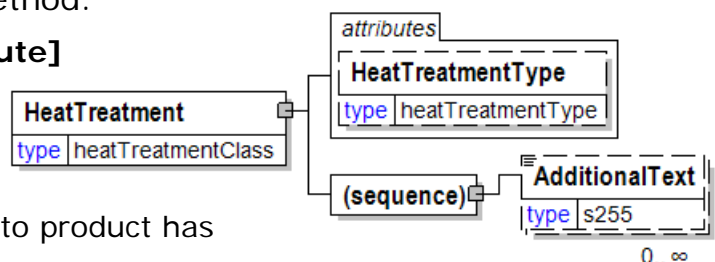 ethod.
ute]
attributes
HeatTreatmentType
type heatTreatmentType
HeatTreatment
type heatTreatmentClass
(sequence)
AdditionalText
type s255
0..∞
to product has